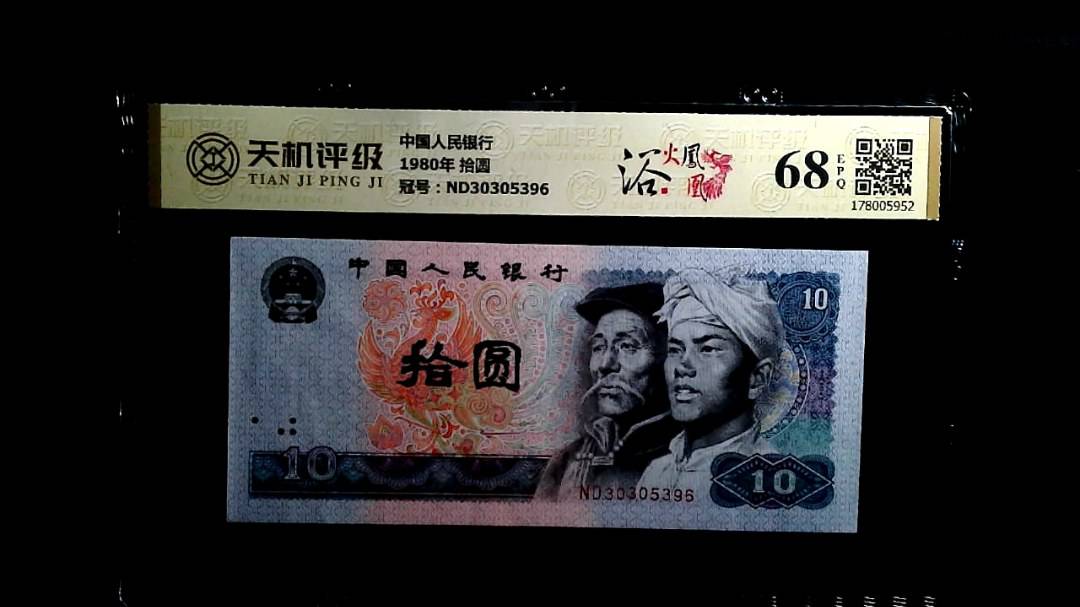 天机评级
TIAN JI PING JI
中国人民银行
1980年 拾圆
冠号：ND30305396
浴火鳳凰
68
EPQ
178005952
中国人民银行
10
拾圆
10
ND30305396
10